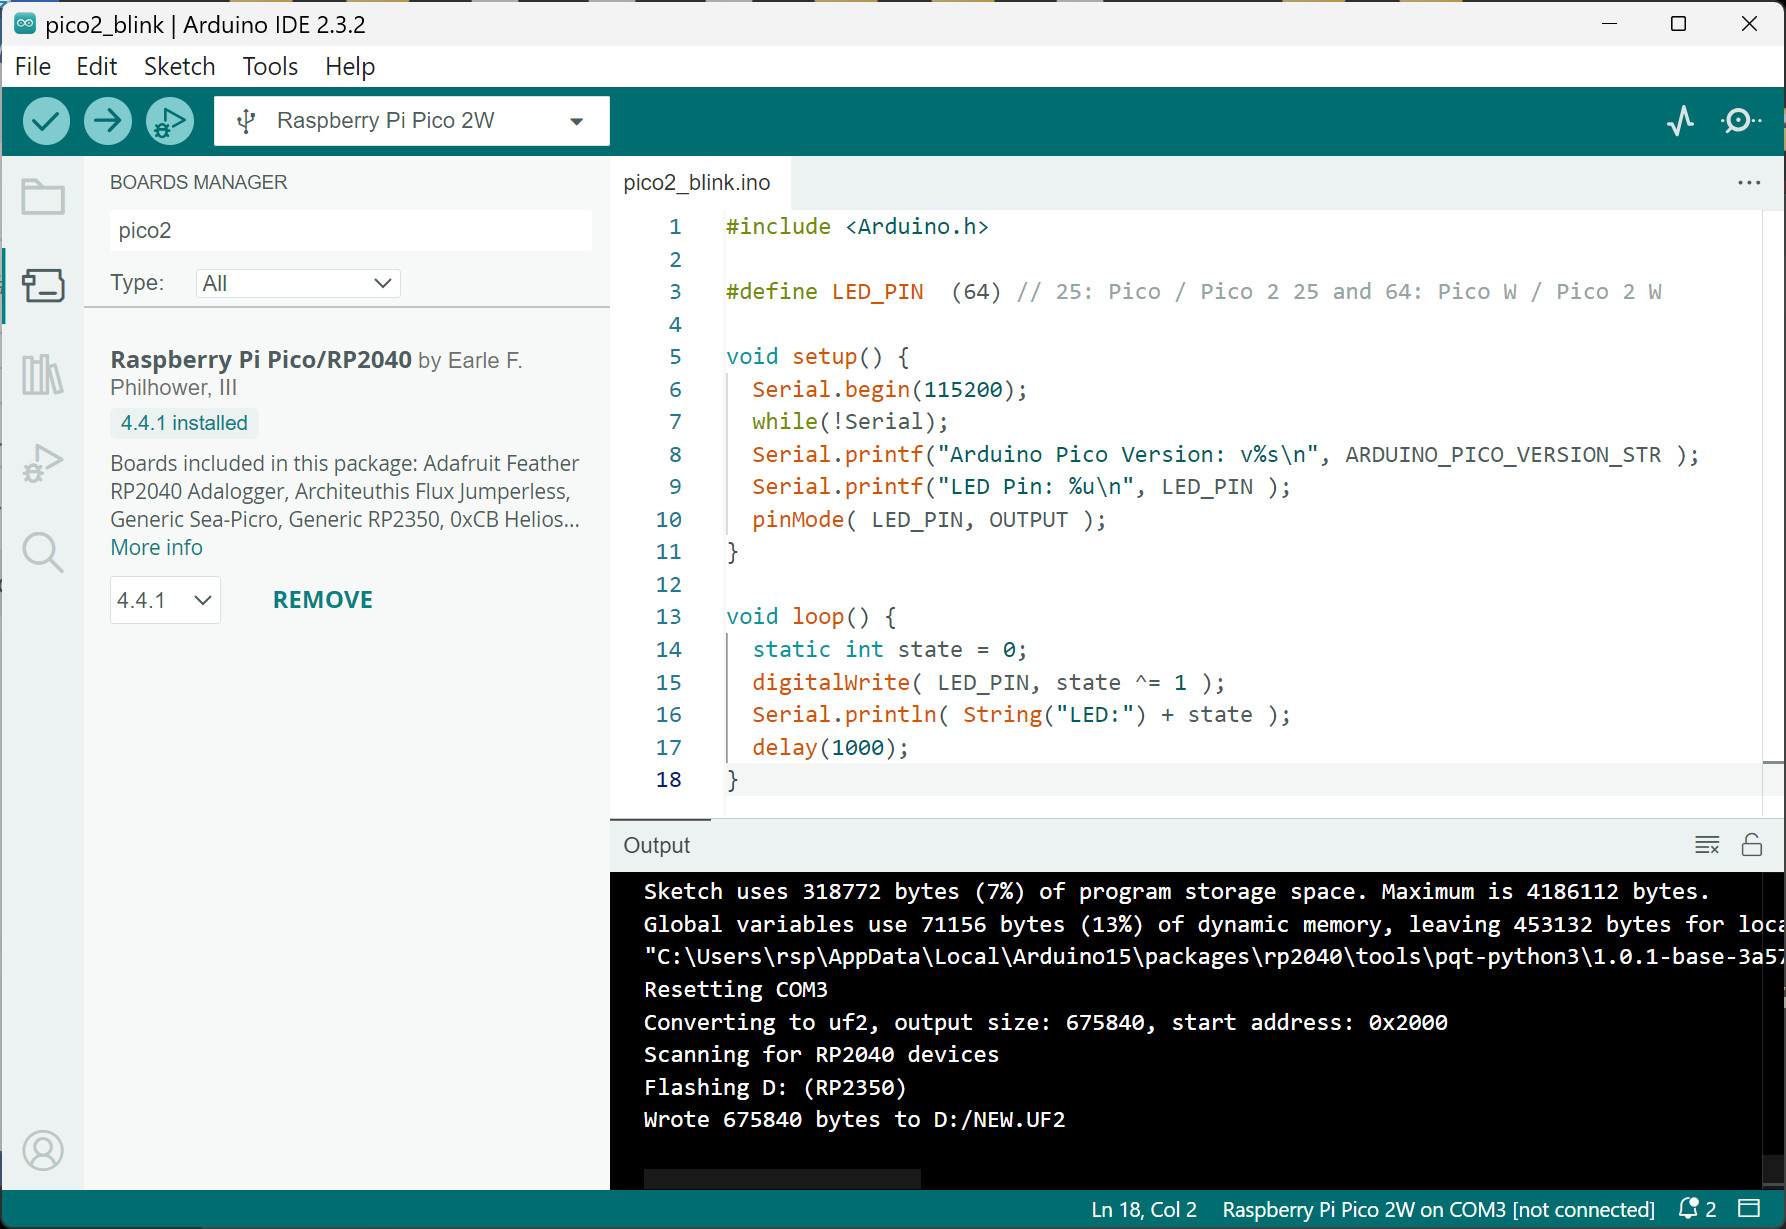 pico2_blink | Arduino IDE 2.3.2
File Edit Sketch Tools Help
Raspberry Pi Pico 2W
BOARDS MANAGER
pico2
Type: All
Raspberry Pi Pico/RP2040 by Earle F.
Philhower, III
4.4.1 installed
Boards included in this package: Adafruit Feather
RP2040 Adalogger, Architeuthis Flux Jumperless,
Generic Sea-Picro, Generic RP2350, 0xCB Helios...
More info
4.4.1 REMOVE
pico2_blink.ino
1 #include <Arduino.h>
2
3 #define LED_PIN  (64) // 25: Pico / Pico 2 25 and 64: Pico W / Pico 2 W
4
5 void setup() {
6   Serial.begin(115200);
7   while(!Serial);
8   Serial.printf("Arduino Pico Version: v%s\n", ARDUINO_PICO_VERSION_STR );
9   Serial.printf("LED Pin: %u\n", LED_PIN );
10   pinMode( LED_PIN, OUTPUT );
11 }
12
13 void loop() {
14   static int state = 0;
15   digitalWrite( LED_PIN, state ^= 1 );
16   Serial.println( String("LED:") + state );
17   delay(1000);
18 }
Output
Sketch uses 318772 bytes (7%) of program storage space. Maximum is 4186112 bytes.
Global variables use 71156 bytes (13%) of dynamic memory, leaving 453132 bytes for loca
"C:\Users\rsp\AppData\Local\Arduino15\packages\rp2040\tools\pqt-python3\1.0.1-base-3a57
Resetting COM3
Converting to uf2, output size: 675840, start address: 0x2000
Scanning for RP2040 devices
Flashing D: (RP2350)
Wrote 675840 bytes to D:/NEW.UF2
Ln 18, Col 2 Raspberry Pi Pico 2W on COM3 [not connected] 2